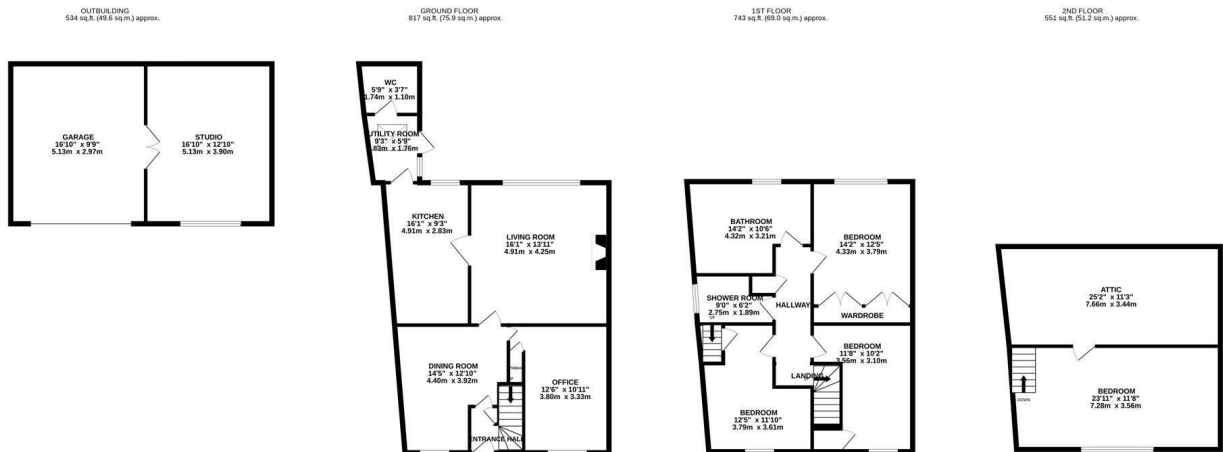 OUTBUILDING
534 sq.ft. (49.6 sq.m.) approx.
GARAGE
16'10" x 9'9"
5.13m x 2.97m
STUDIO
16'10" x 12'10"
5.13m x 3.90m
GROUND FLOOR
817 sq.ft. (75.9 sq.m.) approx.
WC
5'9" x 3'7"
1.74m x 1.10m
UTILITY ROOM
9'3" x 5'9"
.83m x 1.76m
KITCHEN
16'1" x 9'3"
4.91m x 2.83m
LIVING ROOM
16'1" x 13'11"
4.91m x 4.25m
DINING ROOM
14'5" x 12'10"
4.40m x 3.92m
OFFICE
12'6" x 10'11"
3.80m x 3.33m
UP
ENTRANCE HALL
1ST FLOOR
743 sq.ft. (69.0 sq.m.) approx.
BATHROOM
14'2" x 10'6"
4.32m x 3.21m
BEDROOM
14'2" x 12'5"
4.33m x 3.79m
SHOWER ROOM
9'0" x 6'2"
2.75m x 1.89m
UP
HALLWAY
WARDROBE
BEDROOM
11'8" x 10'2"
3.56m x 3.10m
LANDING
BEDROOM
12'5" x 11'10"
3.79m x 3.61m
2ND FLOOR
551 sq.ft. (51.2 sq.m.) approx.
ATTIC
25'2" x 11'3"
7.66m x 3.44m
BEDROOM
23'11" x 11'8"
7.28m x 3.56m
DOWN